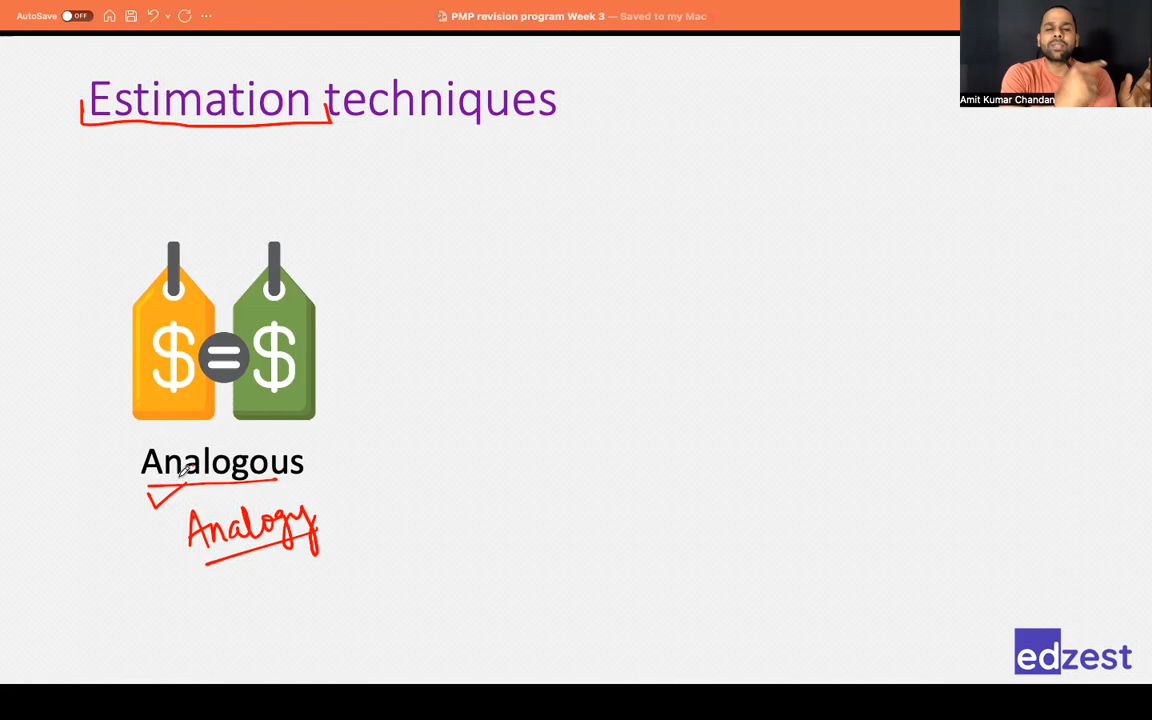 AutoSave OFF
PMP revision program Week 3 — Saved to my Mac
Amit Kumar Chandan
Estimation techniques
$ = $
Analogous
Analogy
edzest